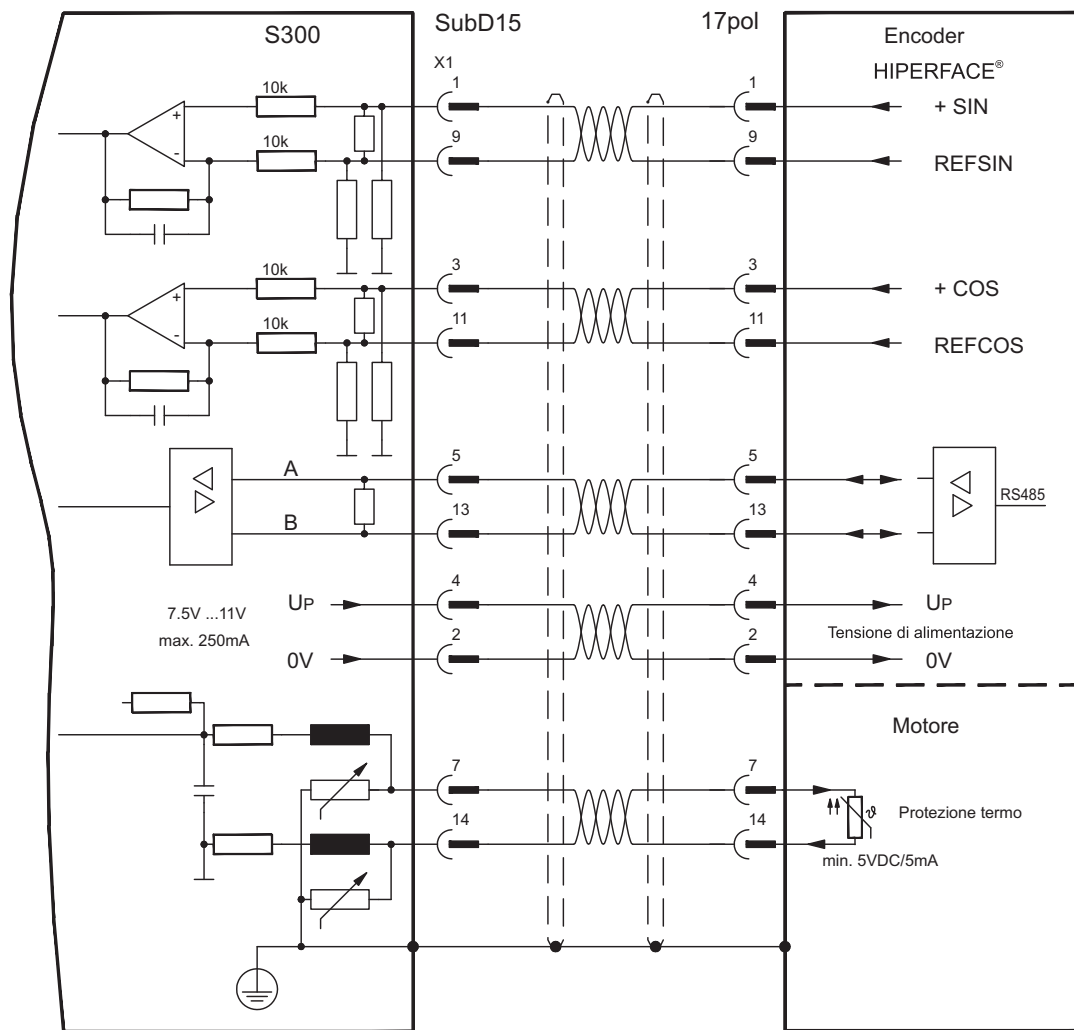 S300
SubD15
17pol
Encoder
HIPERFACE®
X1
10k
+
1
1
+ SIN
10k
-
9
9
REFSIN
10k
+
3
3
+ COS
10k
-
11
11
REFCOS
A
5
5
RS485
B
13
13
7.5V ...11V
max. 250mA
UP
4
4
UP
Tensione di alimentazione
0V
2
2
0V
Motore
7
7
Protezione termo
ϑ
14
14
min. 5VDC/5mA